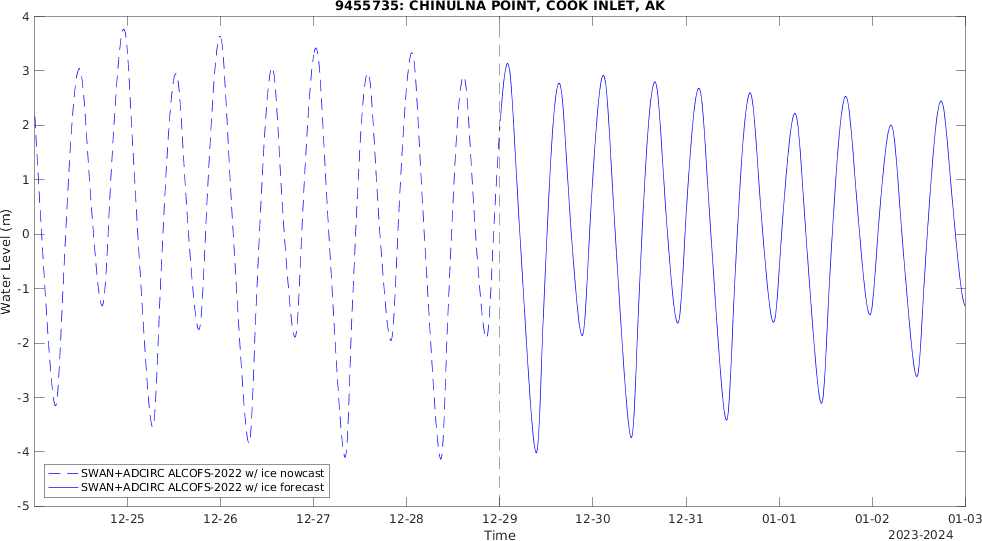 9455735: CHINULNA POINT, COOK INLET, AK
4
3
2
1
0
-1
-2
-3
-4
-5
Water Level (m)
SWAN+ADCIRC ALCOFS-2022 w/ ice nowcast
SWAN+ADCIRC ALCOFS-2022 w/ ice forecast
12-25 12-26 12-27 12-28 12-29 12-30 12-31 01-01 01-02 01-03
Time
2023-2024